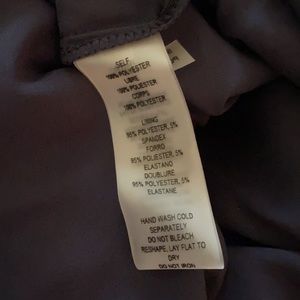 SELF
100% POLYESTER
LIBRE
100% POLIESTER
CORPS
100% POLYESTER
LINING
95% POLYESTER, 5%
SPANDEX
FORRO
95% POLIESTER, 5%
ELASTANO
DOUBLURE
95% POLYESTER, 5%
ELASTANE
HAND WASH COLD
SEPARATELY
DO NOT BLEACH
RESHAPE, LAY FLAT TO
DRY
DO NOT IRON